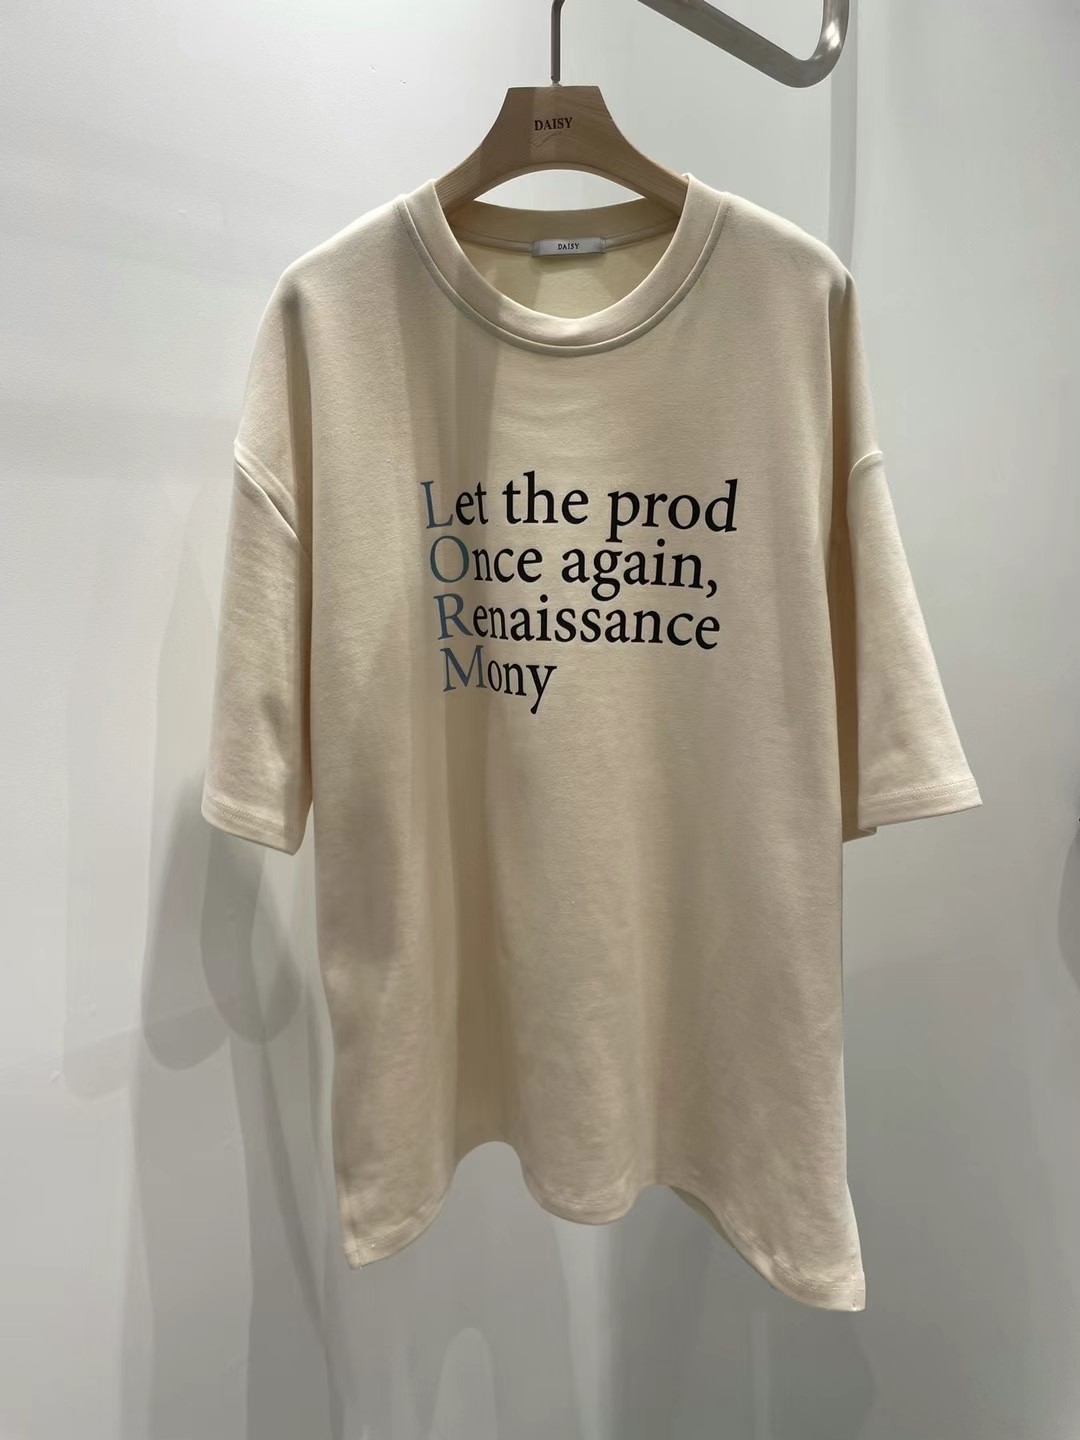 DAISY
DAISY
Let the prod
Once again,
Renaissance
Mony